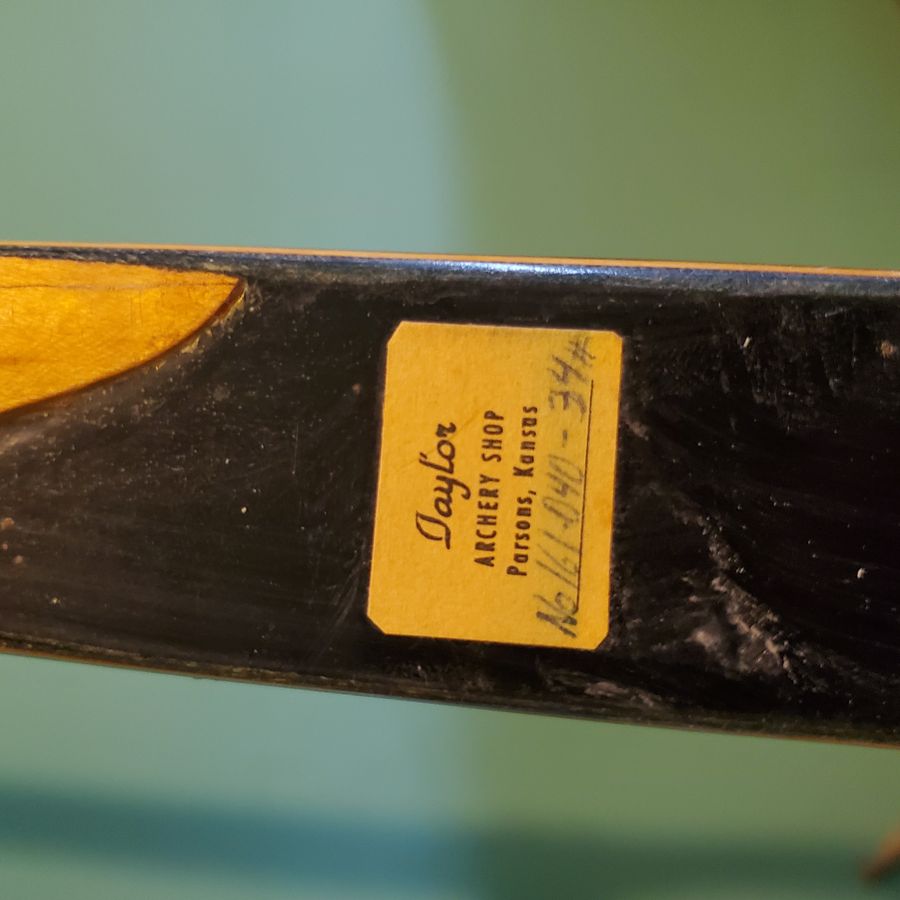 Taylor
ARCHERY SHOP
Parsons, Kansas
No 161-040-34#